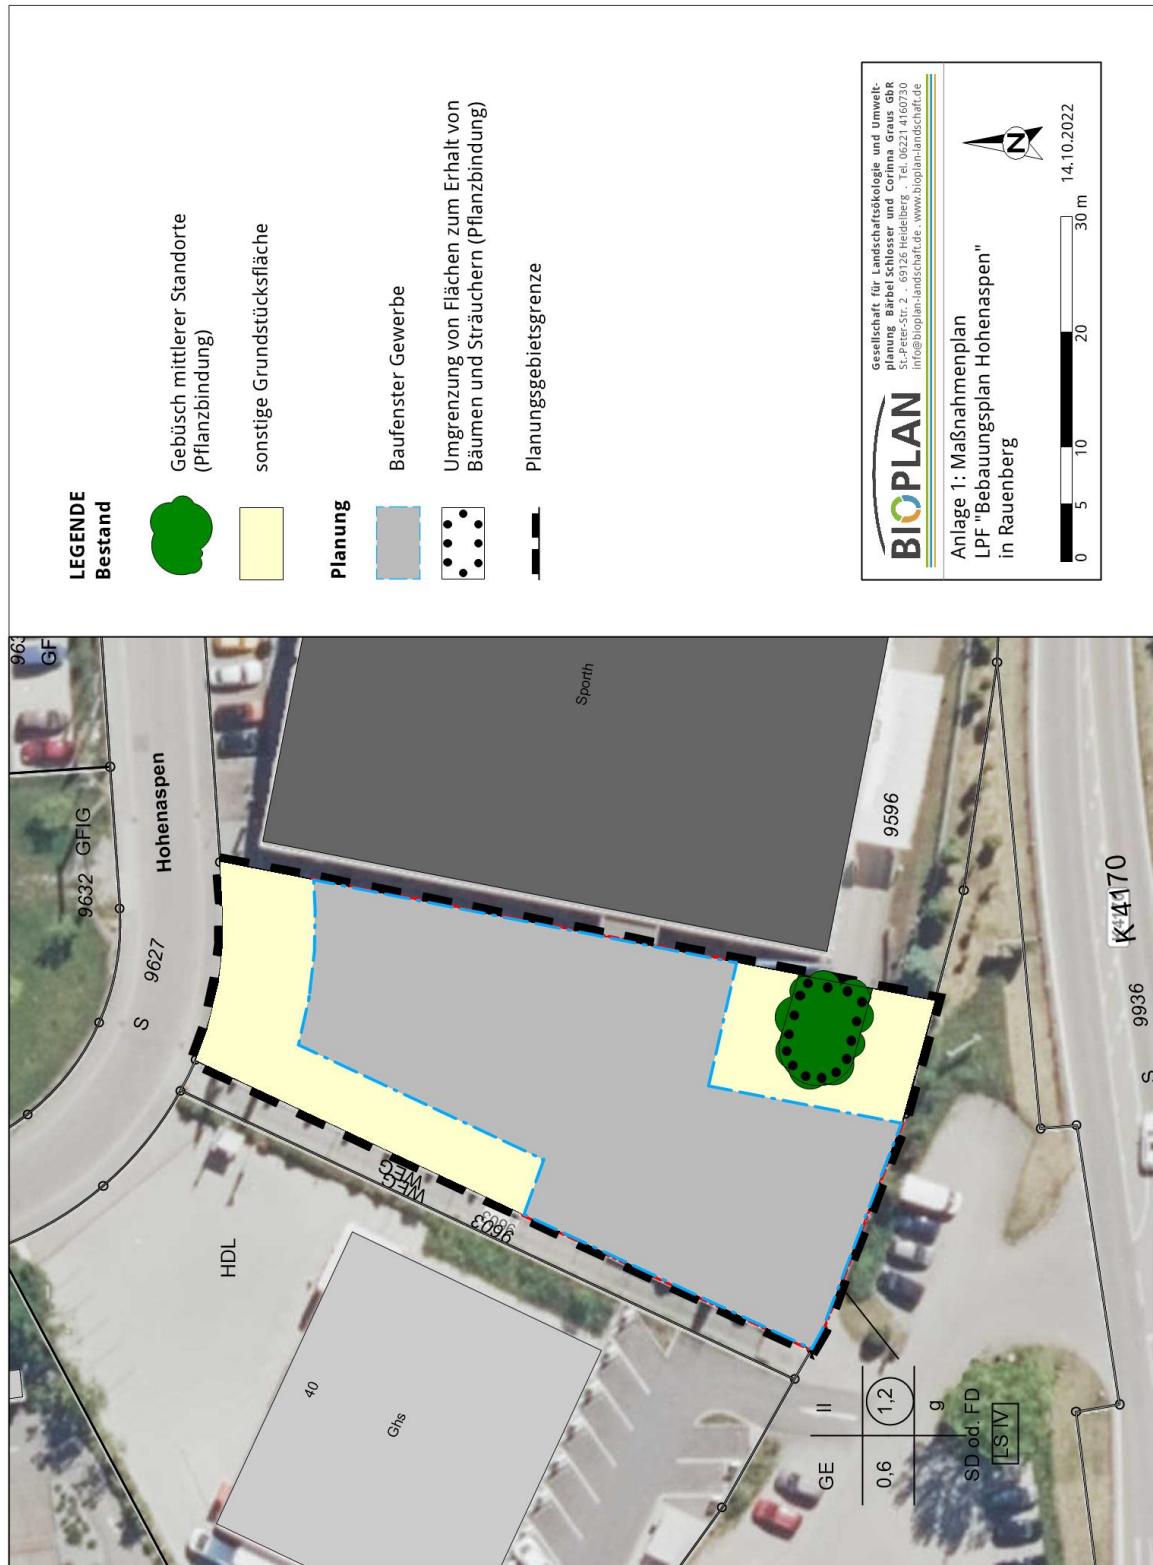 LEGENDE
Bestand
Gebüsch mittlerer Standorte
(Pflanzbindung)
sonstige Grundstücksfläche
Planung
Baufenster Gewerbe
Umgrenzung von Flächen zum Erhalt von
Bäumen und Sträuchern (Pflanzbindung)
Planungsgebietsgrenze
BIOPLAN
Gesellschaft für Landschaftsökologie und Umwelt-
planung Bärbel Schlosser und Corinna Graus GbR
St.-Peter-Str. 2 . 69126 Heidelberg . Tel. 06221 4160730
info@bioplan-landschaft.de . www.bioplan-landschaft.de
Anlage 1: Maßnahmenplan
LPF "Bebauungsplan Hohenaspen"
in Rauenberg
N
14.10.2022
0 5 10 20 30 m
GF
9632 GFIG
Hohenaspen
9627
S
Sporth
9596
HDL
WEG
WEG
9603
9603
40
Ghs
K 4170
9936
S
GE II
0,6 1,2
g
SD od. FD
LS IV